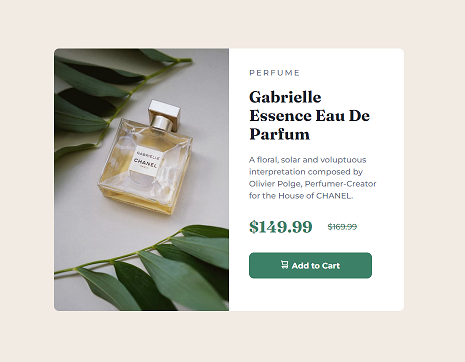 GABRIELLE
CHANEL
PERFUME
Gabrielle
Essence Eau De
Parfum
A floral, solar and voluptuous
interpretation composed by
Olivier Polge, Perfumer-Creator
for the House of CHANEL.
$149.99 $169.99
Add to Cart